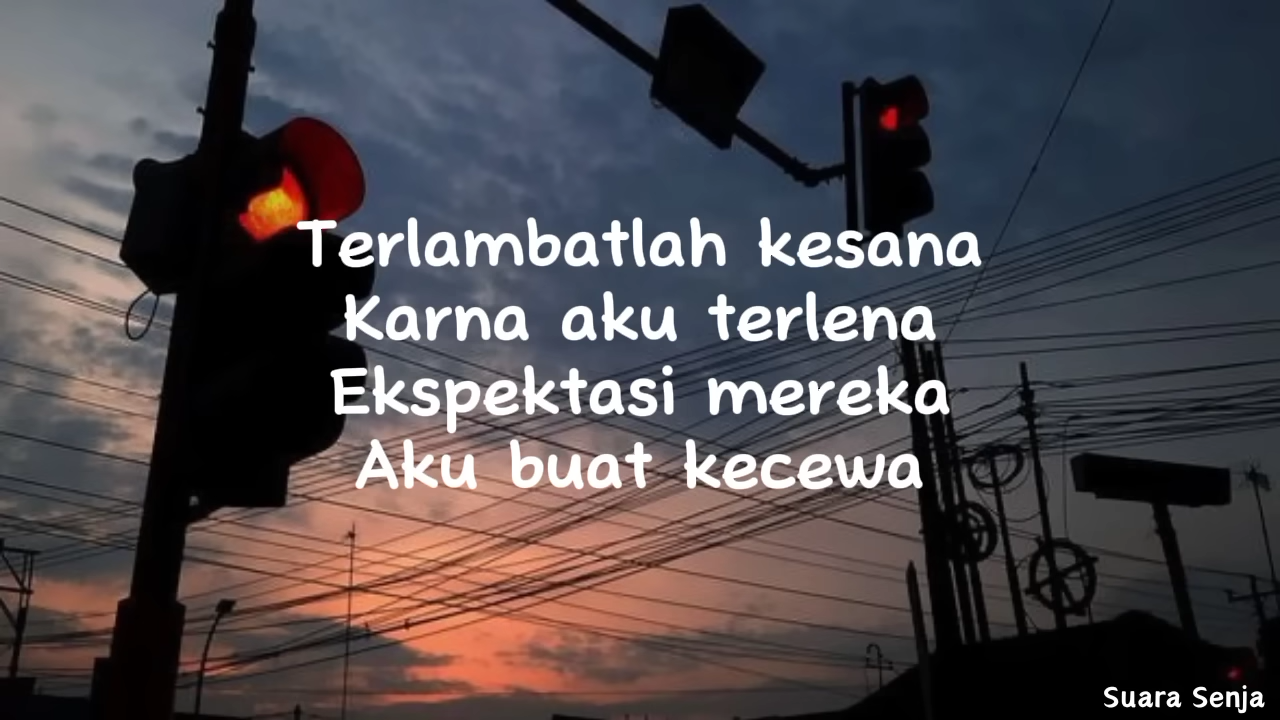 Terlambatlah kesana
Karna aku terlena
Ekspektasi mereka
Aku buat kecewa
Suara Senja